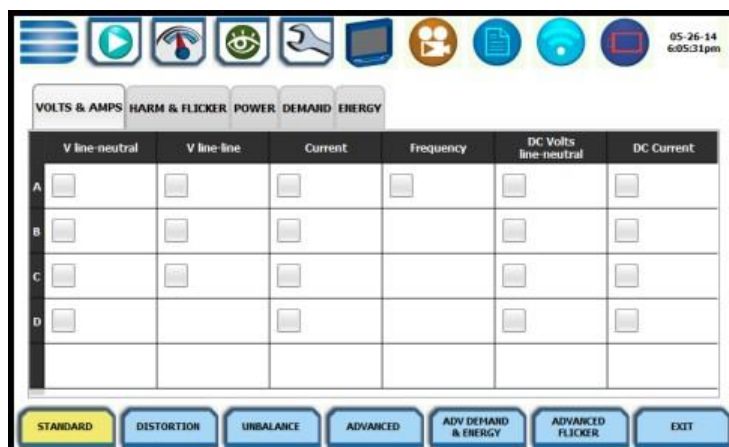 05-26-14
6:05:31pm
VOLTS & AMPS HARM & FLICKER POWER DEMAND ENERGY
V line-neutral V line-line Current Frequency DC Volts line-neutral DC Current
A
B
C
D
STANDARD DISTORTION UNBALANCE ADVANCED ADV DEMAND & ENERGY ADVANCED FLICKER EXIT